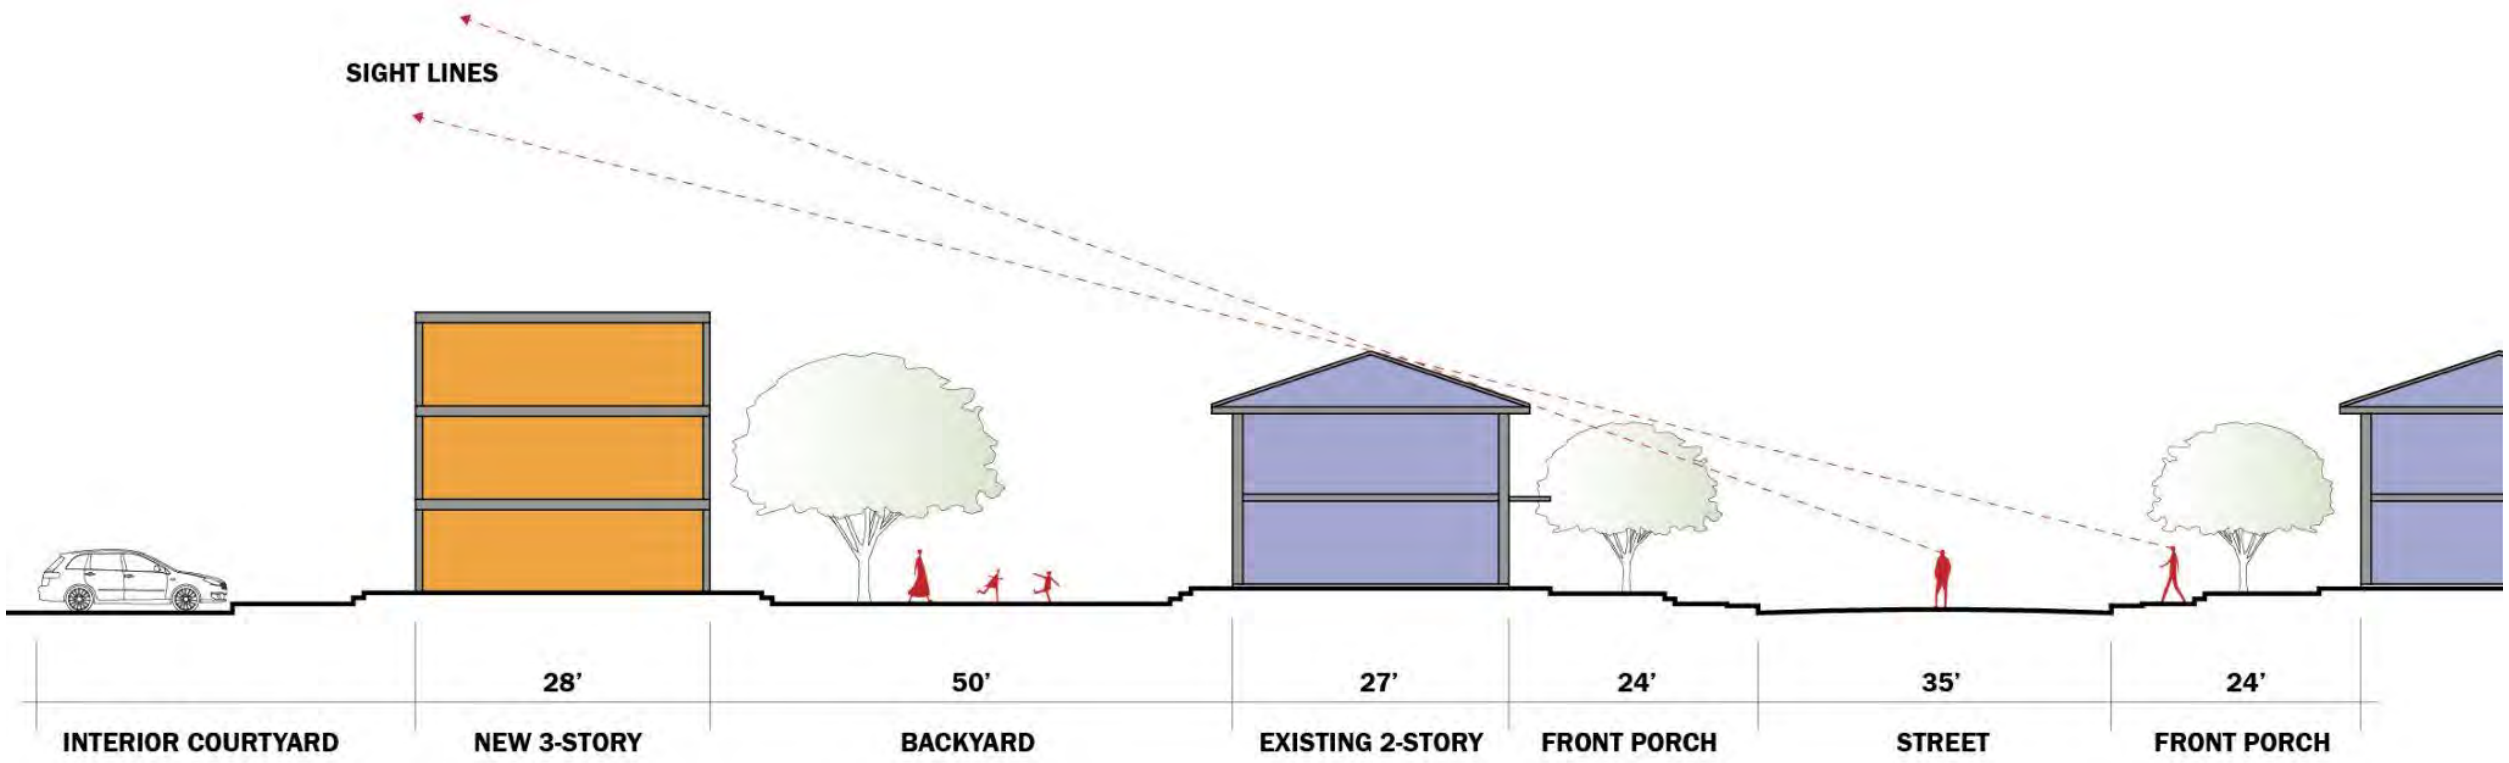 SIGHT LINES
28’
50’
27’
24’
35’
24’
INTERIOR COURTYARD
NEW 3-STORY
BACKYARD
EXISTING 2-STORY
FRONT PORCH
STREET
FRONT PORCH